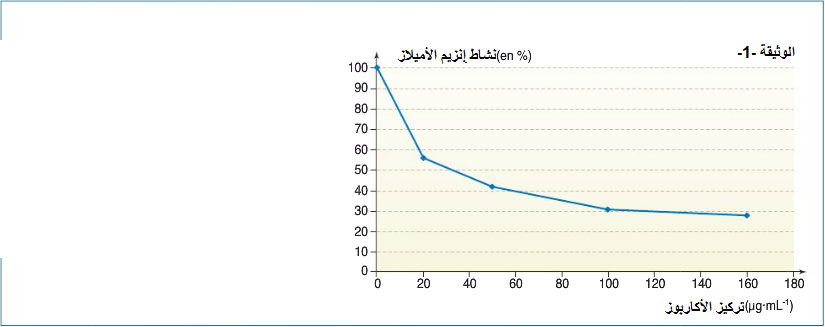 الوثيقة -1-
نشاط إنزيم الأميلاز(en %)
100
90
80
70
60
50
40
30
20
10
0
0 20 40 60 80 100 120 140 160 180
تركيز الأكاربوز(µg·mL⁻¹)